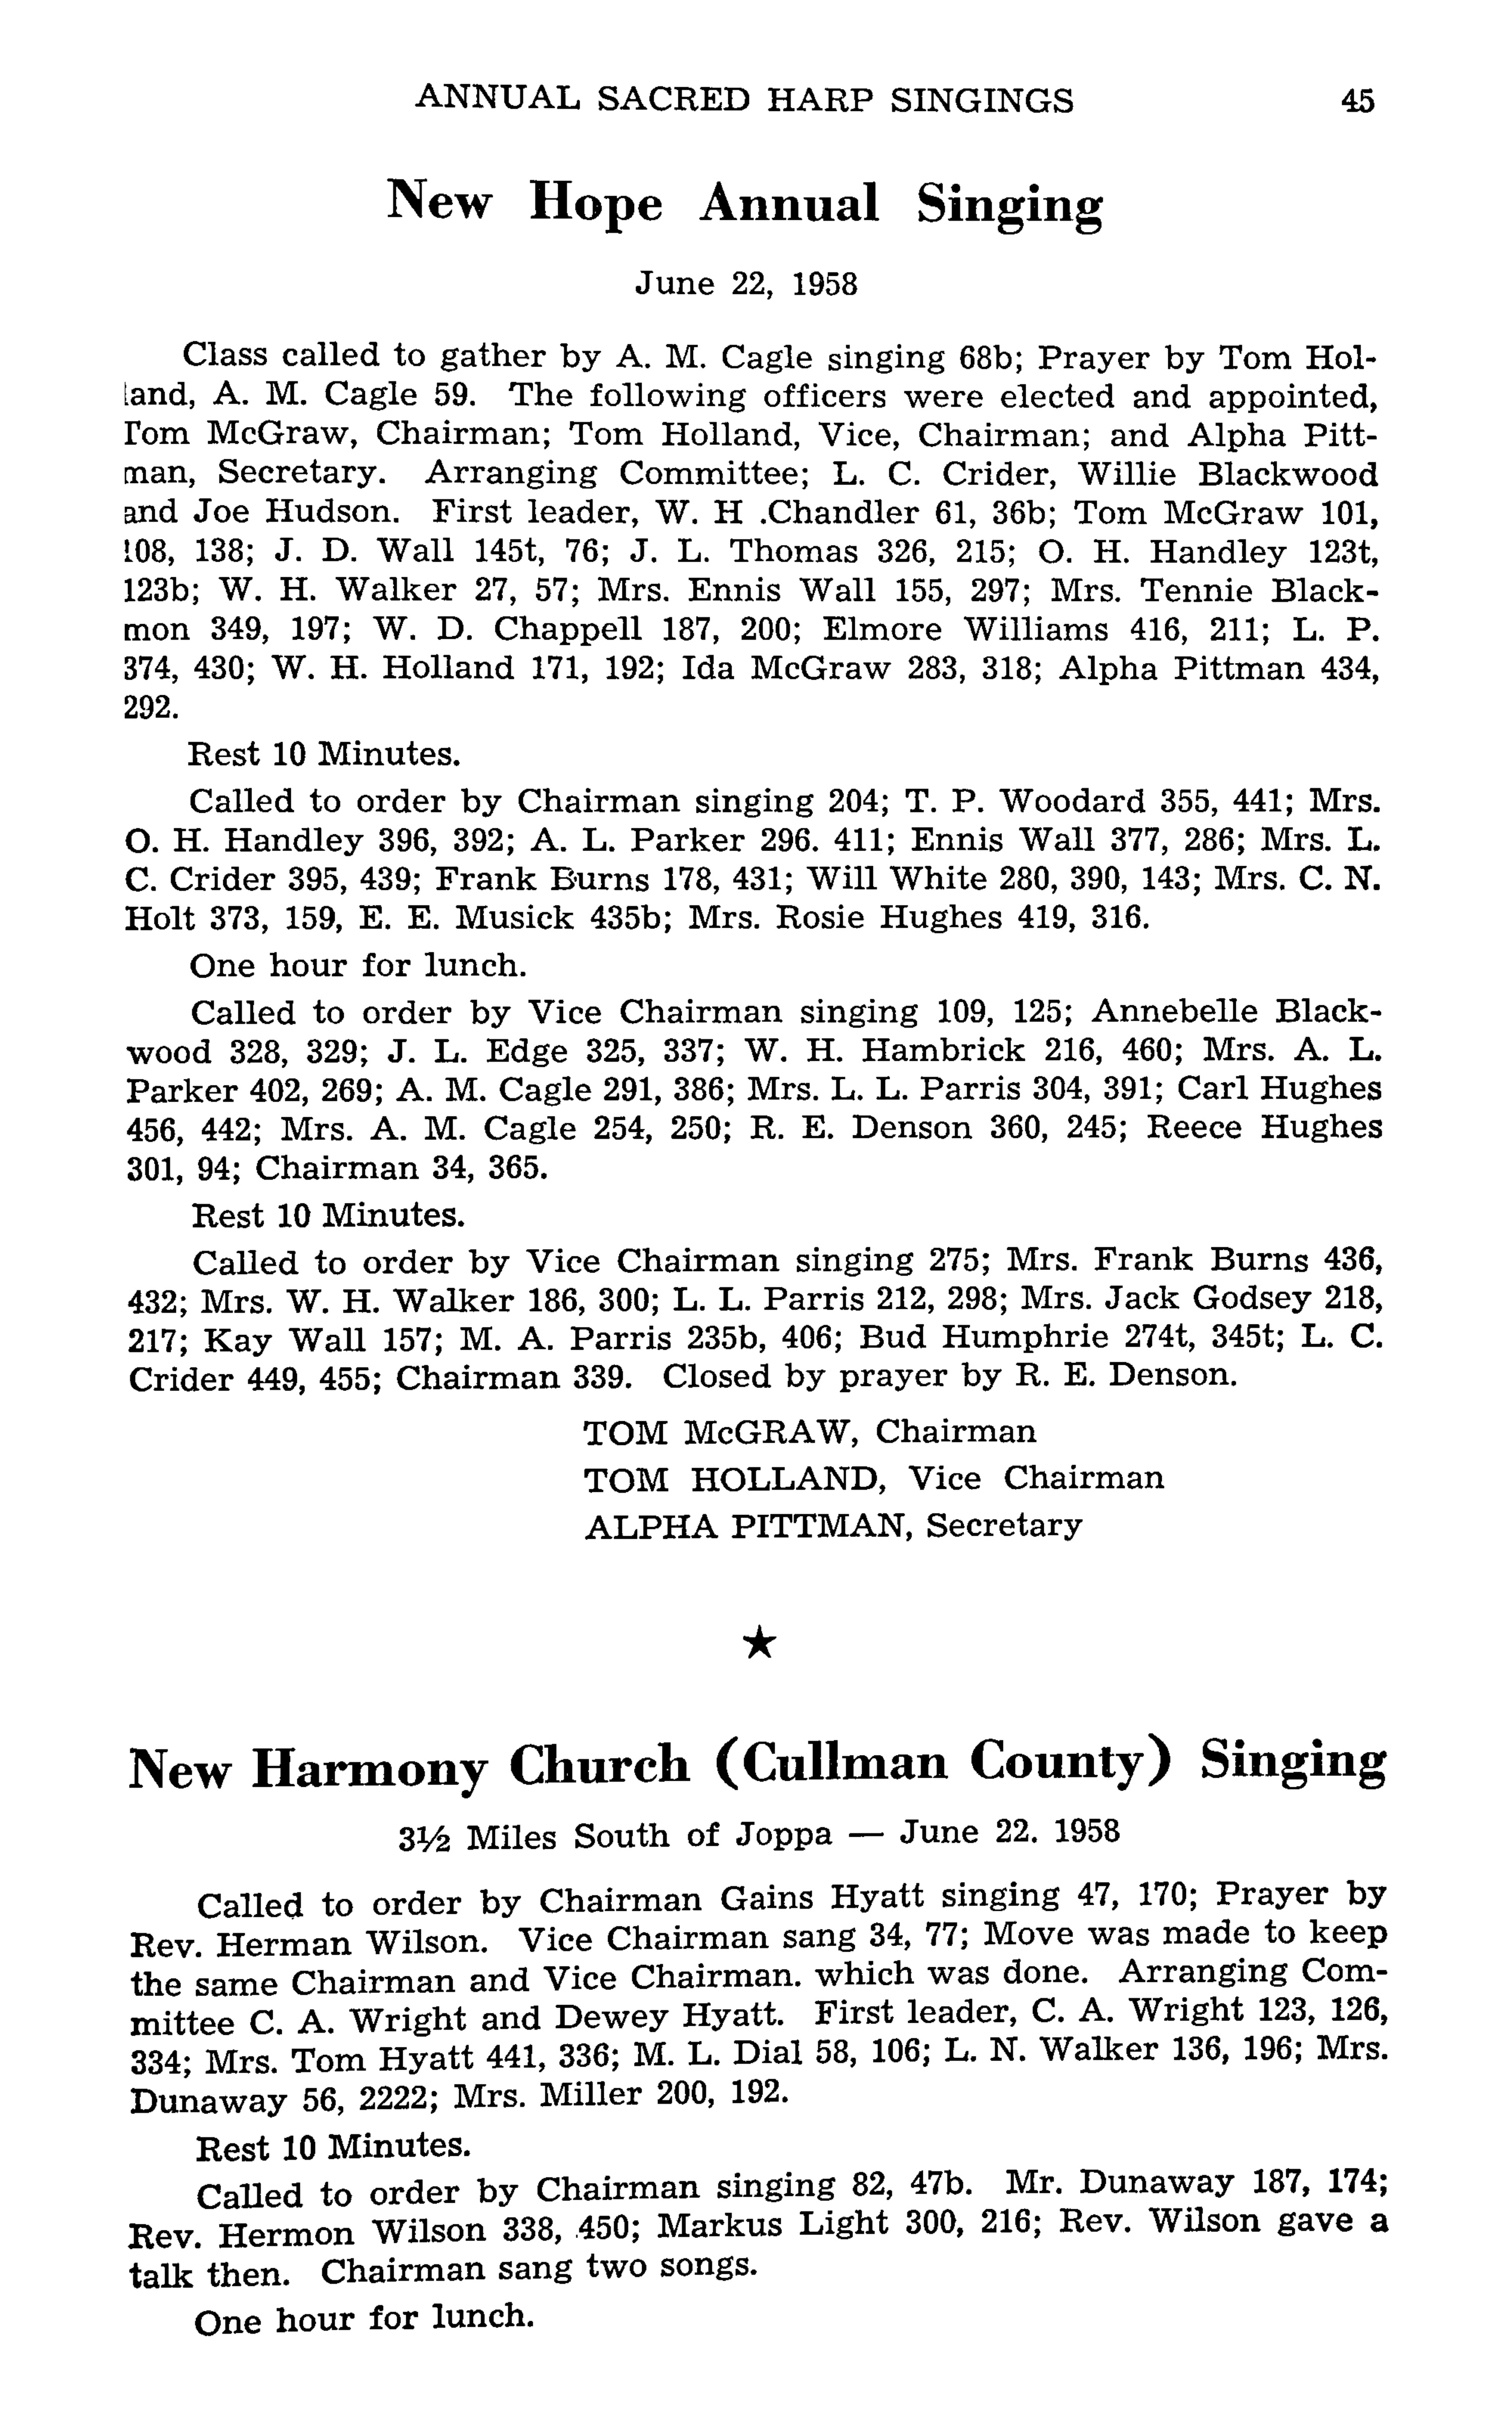 ANNUAL SACRED HARP SINGINGS 45
New Hope Annual Singing
June 22, 1958
Class called to gather by A. M. Cagle singing 68b; Prayer by Tom Hol-
land, A. M. Cagle 59. The following officers were elected and appointed,
Tom McGraw, Chairman; Tom Holland, Vice, Chairman; and Alpha Pitt-
man, Secretary. Arranging Committee; L. C. Crider, Willie Blackwood
and Joe Hudson. First leader, W. H .Chandler 61, 36b; Tom McGraw 101,
108, 138; J. D. Wall 145t, 76; J. L. Thomas 326, 215; O. H. Handley 123t,
123b; W. H. Walker 27, 57; Mrs. Ennis Wall 155, 297; Mrs. Tennie Black-
mon 349, 197; W. D. Chappell 187, 200; Elmore Williams 416, 211; L. P.
374, 430; W. H. Holland 171, 192; Ida McGraw 283, 318; Alpha Pittman 434,
292.
Rest 10 Minutes.
Called to order by Chairman singing 204; T. P. Woodard 355, 441; Mrs.
O. H. Handley 396, 392; A. L. Parker 296. 411; Ennis Wall 377, 286; Mrs. L.
C. Crider 395, 439; Frank Burns 178, 431; Will White 280, 390, 143; Mrs. C. N.
Holt 373, 159, E. E. Musick 435b; Mrs. Rosie Hughes 419, 316.
One hour for lunch.
Called to order by Vice Chairman singing 109, 125; Annebelle Black-
wood 328, 329; J. L. Edge 325, 337; W. H. Hambrick 216, 460; Mrs. A. L.
Parker 402, 269; A. M. Cagle 291, 386; Mrs. L. L. Parris 304, 391; Carl Hughes
456, 442; Mrs. A. M. Cagle 254, 250; R. E. Denson 360, 245; Reece Hughes
301, 94; Chairman 34, 365.
Rest 10 Minutes.
Called to order by Vice Chairman singing 275; Mrs. Frank Burns 436,
432; Mrs. W. H. Walker 186, 300; L. L. Parris 212, 298; Mrs. Jack Godsey 218,
217; Kay Wall 157; M. A. Parris 235b, 406; Bud Humphrie 274t, 345t; L. C.
Crider 449, 455; Chairman 339. Closed by prayer by R. E. Denson.
TOM McGRAW, Chairman
TOM HOLLAND, Vice Chairman
ALPHA PITTMAN, Secretary
★
New Harmony Church (Cullman County) Singing
3½ Miles South of Joppa — June 22. 1958
Called to order by Chairman Gains Hyatt singing 47, 170; Prayer by
Rev. Herman Wilson. Vice Chairman sang 34, 77; Move was made to keep
the same Chairman and Vice Chairman. which was done. Arranging Com-
mittee C. A. Wright and Dewey Hyatt. First leader, C. A. Wright 123, 126,
334; Mrs. Tom Hyatt 441, 336; M. L. Dial 58, 106; L. N. Walker 136, 196; Mrs.
Dunaway 56, 2222; Mrs. Miller 200, 192.
Rest 10 Minutes.
Called to order by Chairman singing 82, 47b. Mr. Dunaway 187, 174;
Rev. Hermon Wilson 338, .450; Markus Light 300, 216; Rev. Wilson gave a
talk then. Chairman sang two songs.
One hour for lunch.